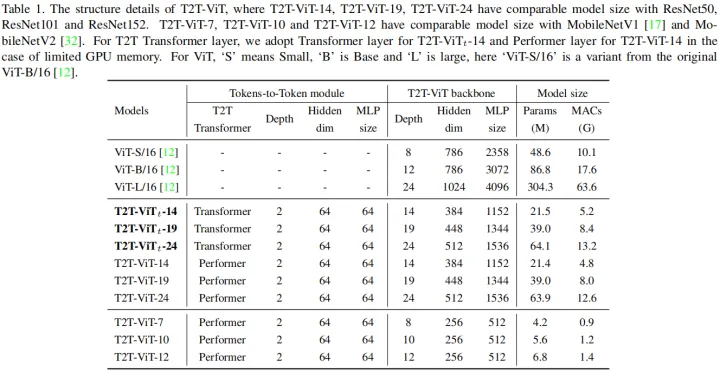 Table 1. The structure details of T2T-ViT, where T2T-ViT-14, T2T-ViT-19, T2T-ViT-24 have comparable model size with ResNet50,
ResNet101 and ResNet152. T2T-ViT-7, T2T-ViT-10 and T2T-ViT-12 have comparable model size with MobileNetV1 [17] and Mo-
bileNetV2 [32]. For T2T Transformer layer, we adopt Transformer layer for T2T-ViTt-14 and Performer layer for T2T-ViT-14 in the
case of limited GPU memory. For ViT, ‘S’ means Small, ‘B’ is Base and ‘L’ is large, here ‘ViT-S/16’ is a variant from the original
ViT-B/16 [12].
Tokens-to-Token module T2T-ViT backbone Model size
Models T2T Transformer Depth Hidden dim MLP size Depth Hidden dim MLP size Params (M) MACs (G)
ViT-S/16 [12] - - - - 8 786 2358 48.6 10.1
ViT-B/16 [12] - - - - 12 786 3072 86.8 17.6
ViT-L/16 [12] - - - - 24 1024 4096 304.3 63.6
T2T-ViTt-14 Transformer 2 64 64 14 384 1152 21.5 5.2
T2T-ViTt-19 Transformer 2 64 64 19 448 1344 39.0 8.4
T2T-ViTt-24 Transformer 2 64 64 24 512 1536 64.1 13.2
T2T-ViT-14 Performer 2 64 64 14 384 1152 21.4 4.8
T2T-ViT-19 Performer 2 64 64 19 448 1344 39.0 8.0
T2T-ViT-24 Performer 2 64 64 24 512 1536 63.9 12.6
T2T-ViT-7 Performer 2 64 64 8 256 512 4.2 0.9
T2T-ViT-10 Performer 2 64 64 10 256 512 5.6 1.2
T2T-ViT-12 Performer 2 64 64 12 256 512 6.8 1.4